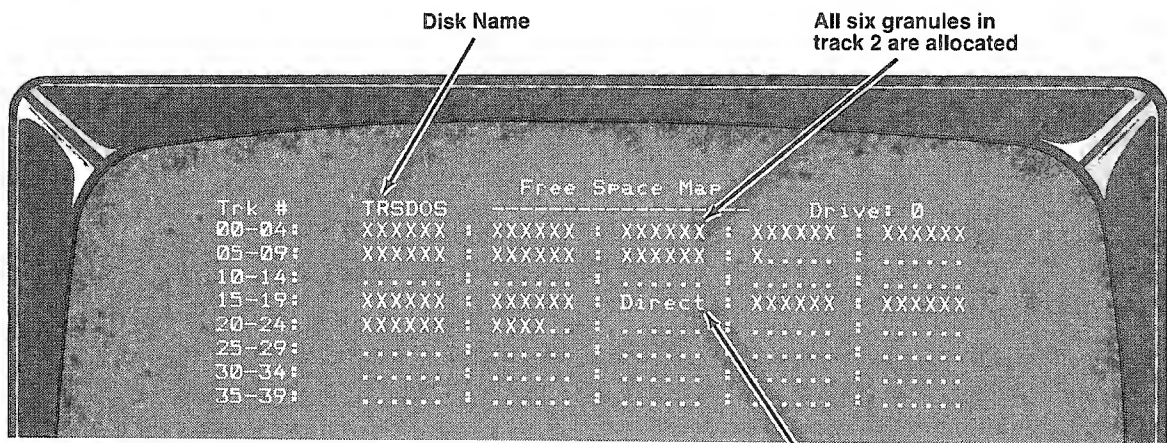 Disk Name
All six granules in
track 2 are allocated
Free Space Map
Trk # TRSDOS ------------------ Drive: 0
00-04: XXXXXX : XXXXXX : XXXXXX : XXXXXX : XXXXXX
05-09: XXXXXX : XXXXXX : XXXXXX : X..... : ......
10-14: ...... : ...... : ...... : ...... : ......
15-19: XXXXXX : XXXXXX : Direct : XXXXXX : XXXXXX
20-24: XXXXXX : XXXX.. : ...... : ...... : ......
25-29: ...... : ...... : ...... : ...... : ......
30-34: ...... : ...... : ...... : ...... : ......
35-39: ...... : ...... : ...... : ...... : ......